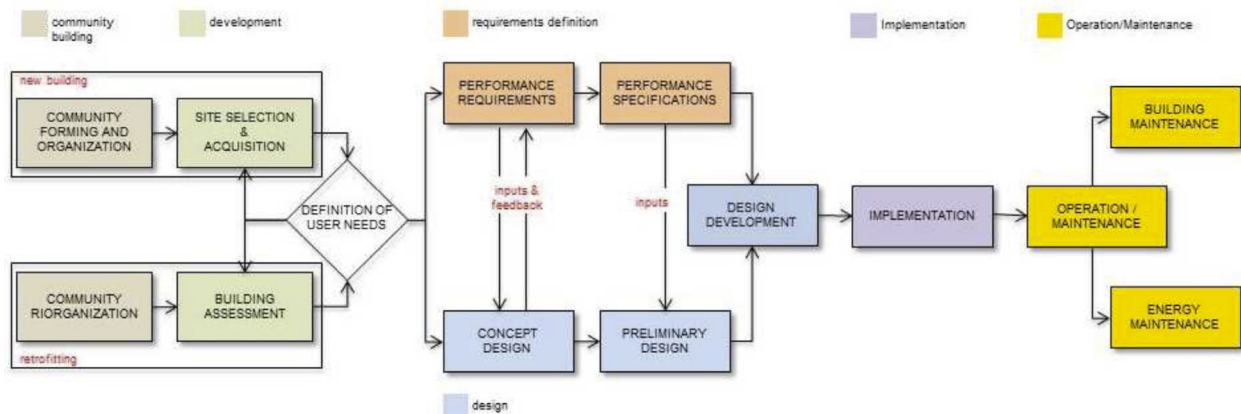 community
building
development
requirements definition
Implementation
Operation/Maintenance
new building
COMMUNITY
FORMING AND
ORGANIZATION
SITE SELECTION
&
ACQUISITION
PERFORMANCE
REQUIREMENTS
PERFORMANCE
SPECIFICATIONS
BUILDING
MAINTENANCE
inputs &
feedback
inputs
DEFINITION OF
USER NEEDS
DESIGN
DEVELOPMENT
IMPLEMENTATION
OPERATION /
MAINTENANCE
COMMUNITY
RIORGANIZATION
BUILDING
ASSESSMENT
retrofitting
CONCEPT
DESIGN
PRELIMINARY
DESIGN
ENERGY
MAINTENANCE
design